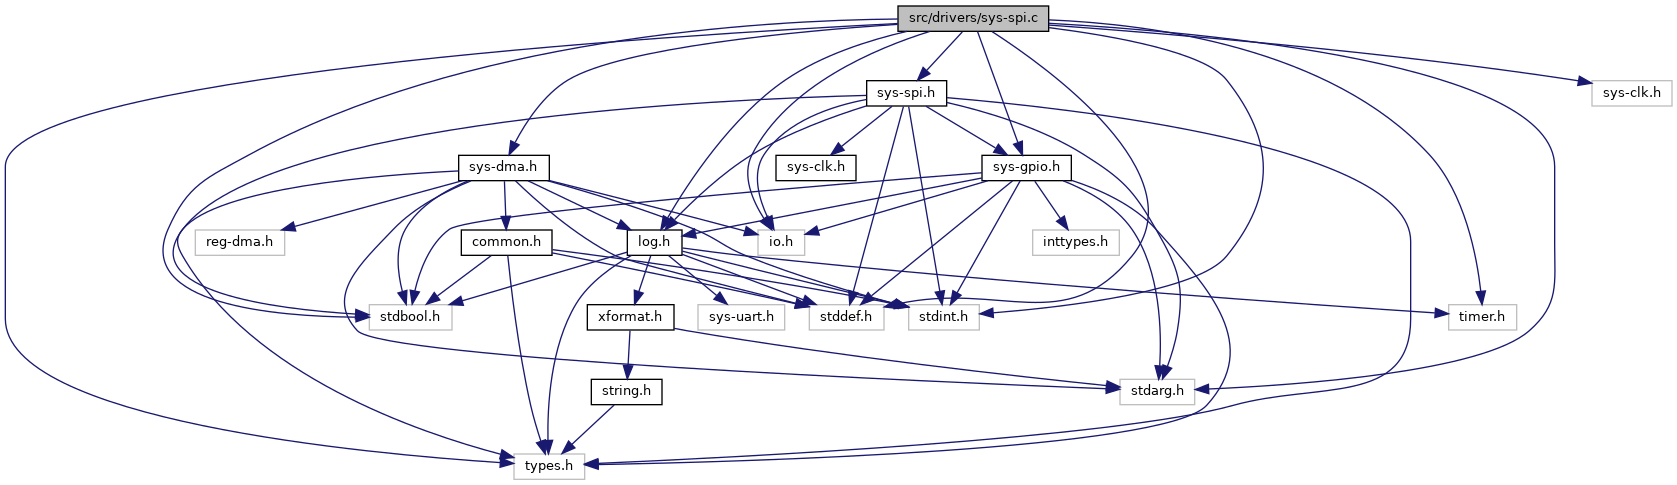 src/drivers/sys-spi.c
sys-spi.h
sys-clk.h
sys-dma.h
sys-clk.h
sys-gpio.h
reg-dma.h
common.h
log.h
io.h
inttypes.h
stdbool.h
xformat.h
sys-uart.h
stddef.h
stdint.h
timer.h
string.h
stdarg.h
types.h